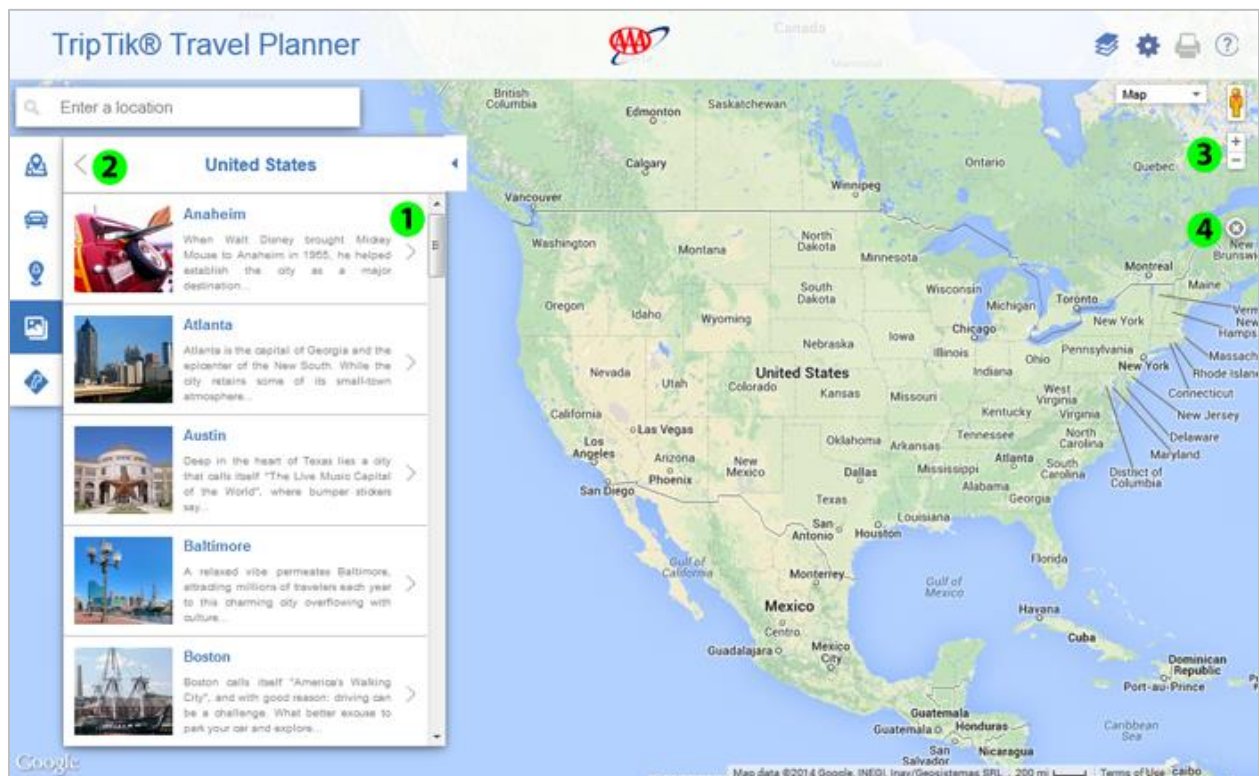 TripTik® Travel Planner
AAA
Enter a location
United States
2
1
Anaheim
When Walt Disney brought Mickey
Mouse to Anaheim in 1955, he helped
establish the city as a major
destination...
Atlanta
Atlanta is the capital of Georgia and the
epicenter of the New South. While the
city retains some of its small-town
atmosphere...
Austin
Deep in the heart of Texas lies a city
that calls itself "The Live Music Capital
of the World", where bumper stickers
say...
Baltimore
A relaxed vibe permeates Baltimore,
attracting millions of travelers each year
to this charming city overflowing with
culture...
Boston
Boston calls itself "America's Walking
City", and with good reason: driving can
be a challenge. What better excuse to
park your car and explore...
Google
Canada
Map
3
4
British
Columbia
Edmonton
Saskatchewan
Calgary
Ontario
Quebec
Winnipeg
Vancouver
Washington
Montana
North
Dakota
Minnesota
New
Brunswi
Montreal
Maine
South
Dakota
Wisconsin
Michigan
Toronto
Verm
New
Hamps
Oregon
Idaho
Wyoming
New York
Chicago
Iowa
Massach
Nebraska
Illinois
Ohio
Pennsylvania
New York
Rhode Island
Nevada
Utah
Colorado
United States
Kansas
Missouri
Indiana
West
Virginia
Connecticut
New Jersey
Kentucky
Virginia
California
Las Vegas
Delaware
Maryland
Los
Angeles
Arizona
Phoenix
New
Mexico
Oklahoma
Arkansas
Tennessee
North
Carolina
District of
Columbia
San Diego
Dallas
Mississippi
Atlanta
South
Carolina
Alabama
Georgia
Texas
Louisiana
San
Antonio
Houston
Florida
Gulf of
California
Monterrey
Gulf of
Mexico
Mexico
Havana
Centro
Cuba
Guadalajara
Mexico
City
Dominican
Republic
Port-au-Prince
Guatemala
Guatemala
Honduras
Caribbean
Sea
San
Salvador
Nicaragua
Map data ©2014 Google, INEGI, Inav/Geosistemas SRL
200 mi
Terms of Use
caibo